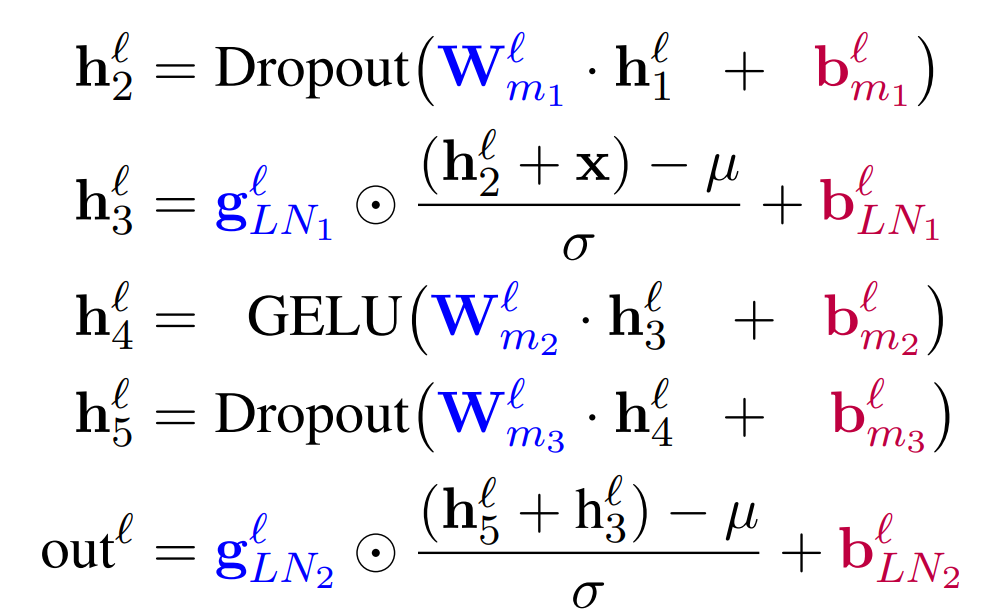 h₂^ℓ = Dropout(W_{m₁}^ℓ · h₁^ℓ + b_{m₁}^ℓ)
h₃^ℓ = g_{LN₁}^ℓ ⊙ ((h₂^ℓ + x) − μ) / σ + b_{LN₁}^ℓ
h₄^ℓ = GELU(W_{m₂}^ℓ · h₃^ℓ + b_{m₂}^ℓ)
h₅^ℓ = Dropout(W_{m₃}^ℓ · h₄^ℓ + b_{m₃}^ℓ)
out^ℓ = g_{LN₂}^ℓ ⊙ ((h₅^ℓ + h₃^ℓ) − μ) / σ + b_{LN₂}^ℓ